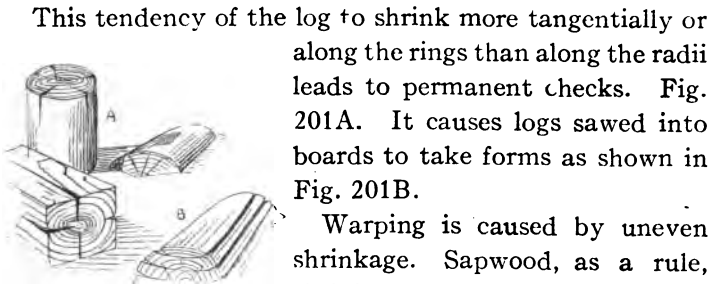 This tendency of the log to shrink more tangentially or
along the rings than along the radii
leads to permanent checks. Fig.
201A. It causes logs sawed into
boards to take forms as shown in
Fig. 201B.
Warping is caused by uneven
shrinkage. Sapwood, as a rule,
A
B